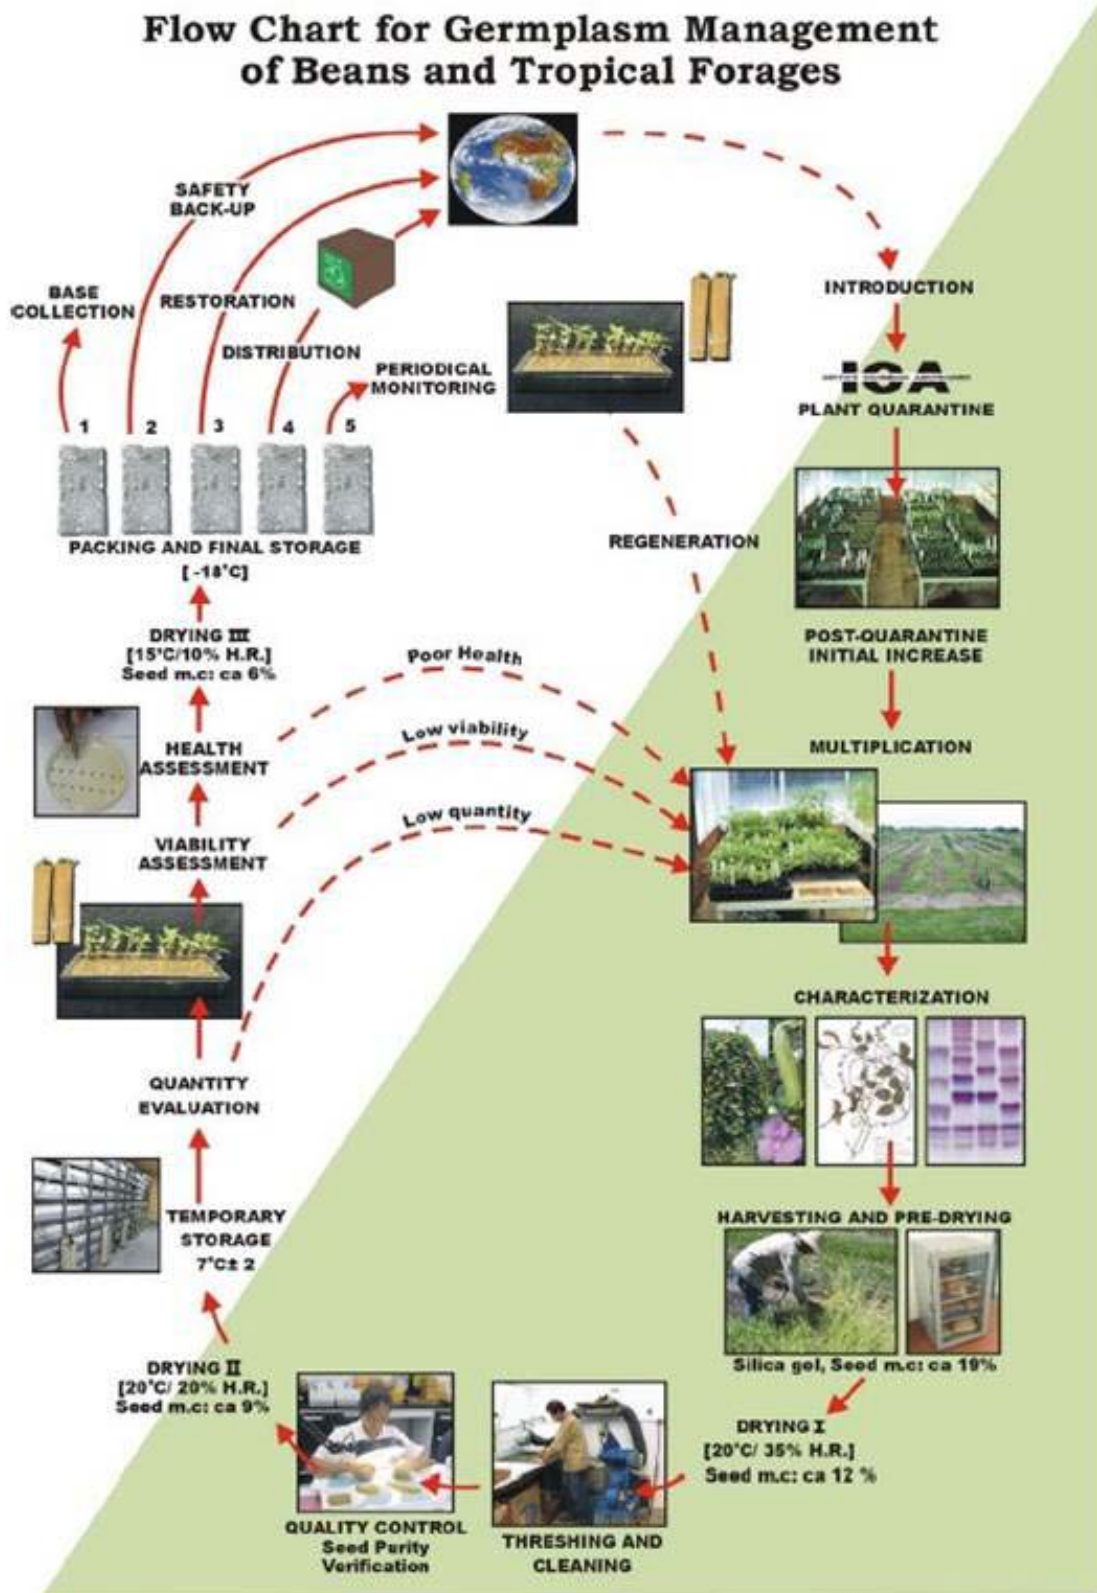 Flow Chart for Germplasm Management
of Beans and Tropical Forages
SAFETY
BACK-UP
BASE
COLLECTION
RESTORATION
DISTRIBUTION
PERIODICAL
MONITORING
1
2
3
4
5
PACKING AND FINAL STORAGE
[ -18°C]
DRYING III
[15°C/10% H.R.]
Seed m.c: ca 6%
HEALTH
ASSESSMENT
VIABILITY
ASSESSMENT
QUANTITY
EVALUATION
TEMPORARY
STORAGE
7°C± 2
DRYING II
[20°C/ 20% H.R.]
Seed m.c: ca 9%
QUALITY CONTROL
Seed Purity
Verification
THRESHING AND
CLEANING
DRYING I
[20°C/ 35% H.R.]
Seed m.c: ca 12 %
HARVESTING AND PRE-DRYING
Silica gel, Seed m.c: ca 19%
CHARACTERIZATION
MULTIPLICATION
POST-QUARANTINE
INITIAL INCREASE
ICA
PLANT QUARANTINE
INTRODUCTION
REGENERATION
Poor Health
Low viability
Low quantity